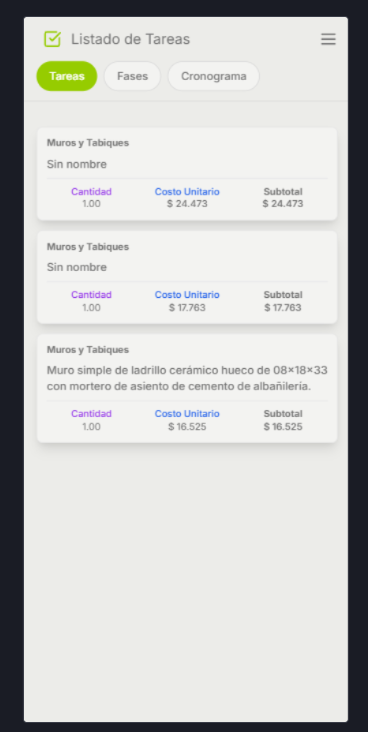 Listado de Tareas
Tareas Fases Cronograma
Muros y Tabiques
Sin nombre
Cantidad Costo Unitario Subtotal
1.00 $ 24.473 $ 24.473
Muros y Tabiques
Sin nombre
Cantidad Costo Unitario Subtotal
1.00 $ 17.763 $ 17.763
Muros y Tabiques
Muro simple de ladrillo cerámico hueco de 08×18×33
con mortero de asiento de cemento de albañilería.
Cantidad Costo Unitario Subtotal
1.00 $ 16.525 $ 16.525